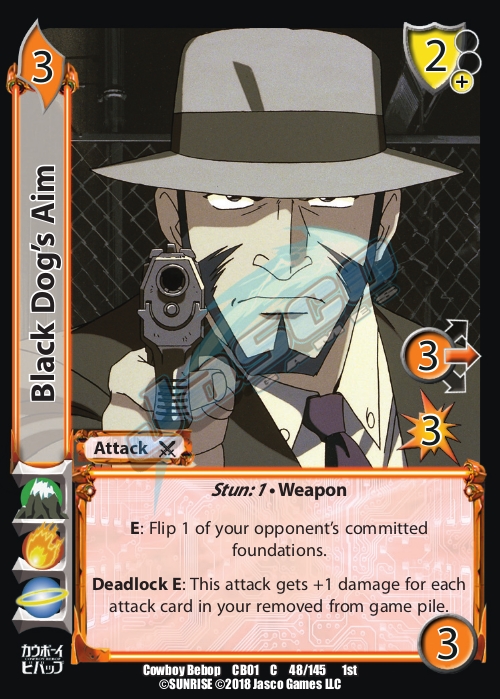 3
2
+
Black Dog's Aim
3
3
Attack
Stun: 1 • Weapon
E: Flip 1 of your opponent's committed
foundations.
Deadlock E: This attack gets +1 damage for each
attack card in your removed from game pile.
カウボーイ
ビバップ
3
Cowboy Bebop CB01 C 48/145 1st
©SUNRISE ©2018 Jasco Games LLC